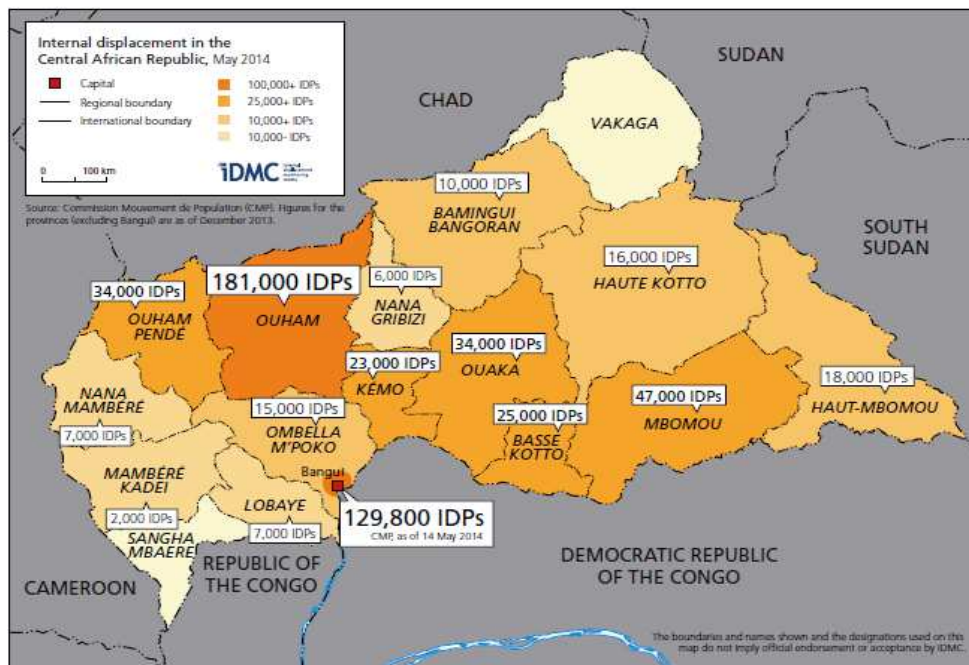 Internal displacement in the
Central African Republic, May 2014
Capital
Regional boundary
International boundary
100,000+ IDPs
25,000+ IDPs
10,000+ IDPs
10,000- IDPs
0 100 km
iDMC
Source: Commission Mouvement de Population (CMP). Figures for the
provinces (excluding Bangui) are as of December 2013.
SUDAN
CHAD
VAKAGA
10,000 IDPs
BAMINGUI
BANGORAN
SOUTH
SUDAN
16,000 IDPs
HAUTE KOTTO
6,000 IDPs
NANA
GRIBIZI
181,000 IDPs
OUHAM
34,000 IDPs
OUHAM
PENDÉ
34,000 IDPs
OUAKA
23,000 IDPs
KÉMO
18,000 IDPs
HAUT-MBOMOU
47,000 IDPs
MBOMOU
25,000 IDPs
BASSE
KOTTO
NANA
MAMBÉRÉ
7,000 IDPs
15,000 IDPs
OMBELLA
M'POKO
Bangui
MAMBÉRÉ
KADEI
2,000 IDPs
LOBAYE
7,000 IDPs
129,800 IDPs
CMP, as of 14 May 2014
SANGHA
MBAERE
CAMEROON
REPUBLIC OF
THE CONGO
DEMOCRATIC REPUBLIC
OF THE CONGO
The boundaries and names shown and the designations used on this
map do not imply official endorsement or acceptance by IDMC.